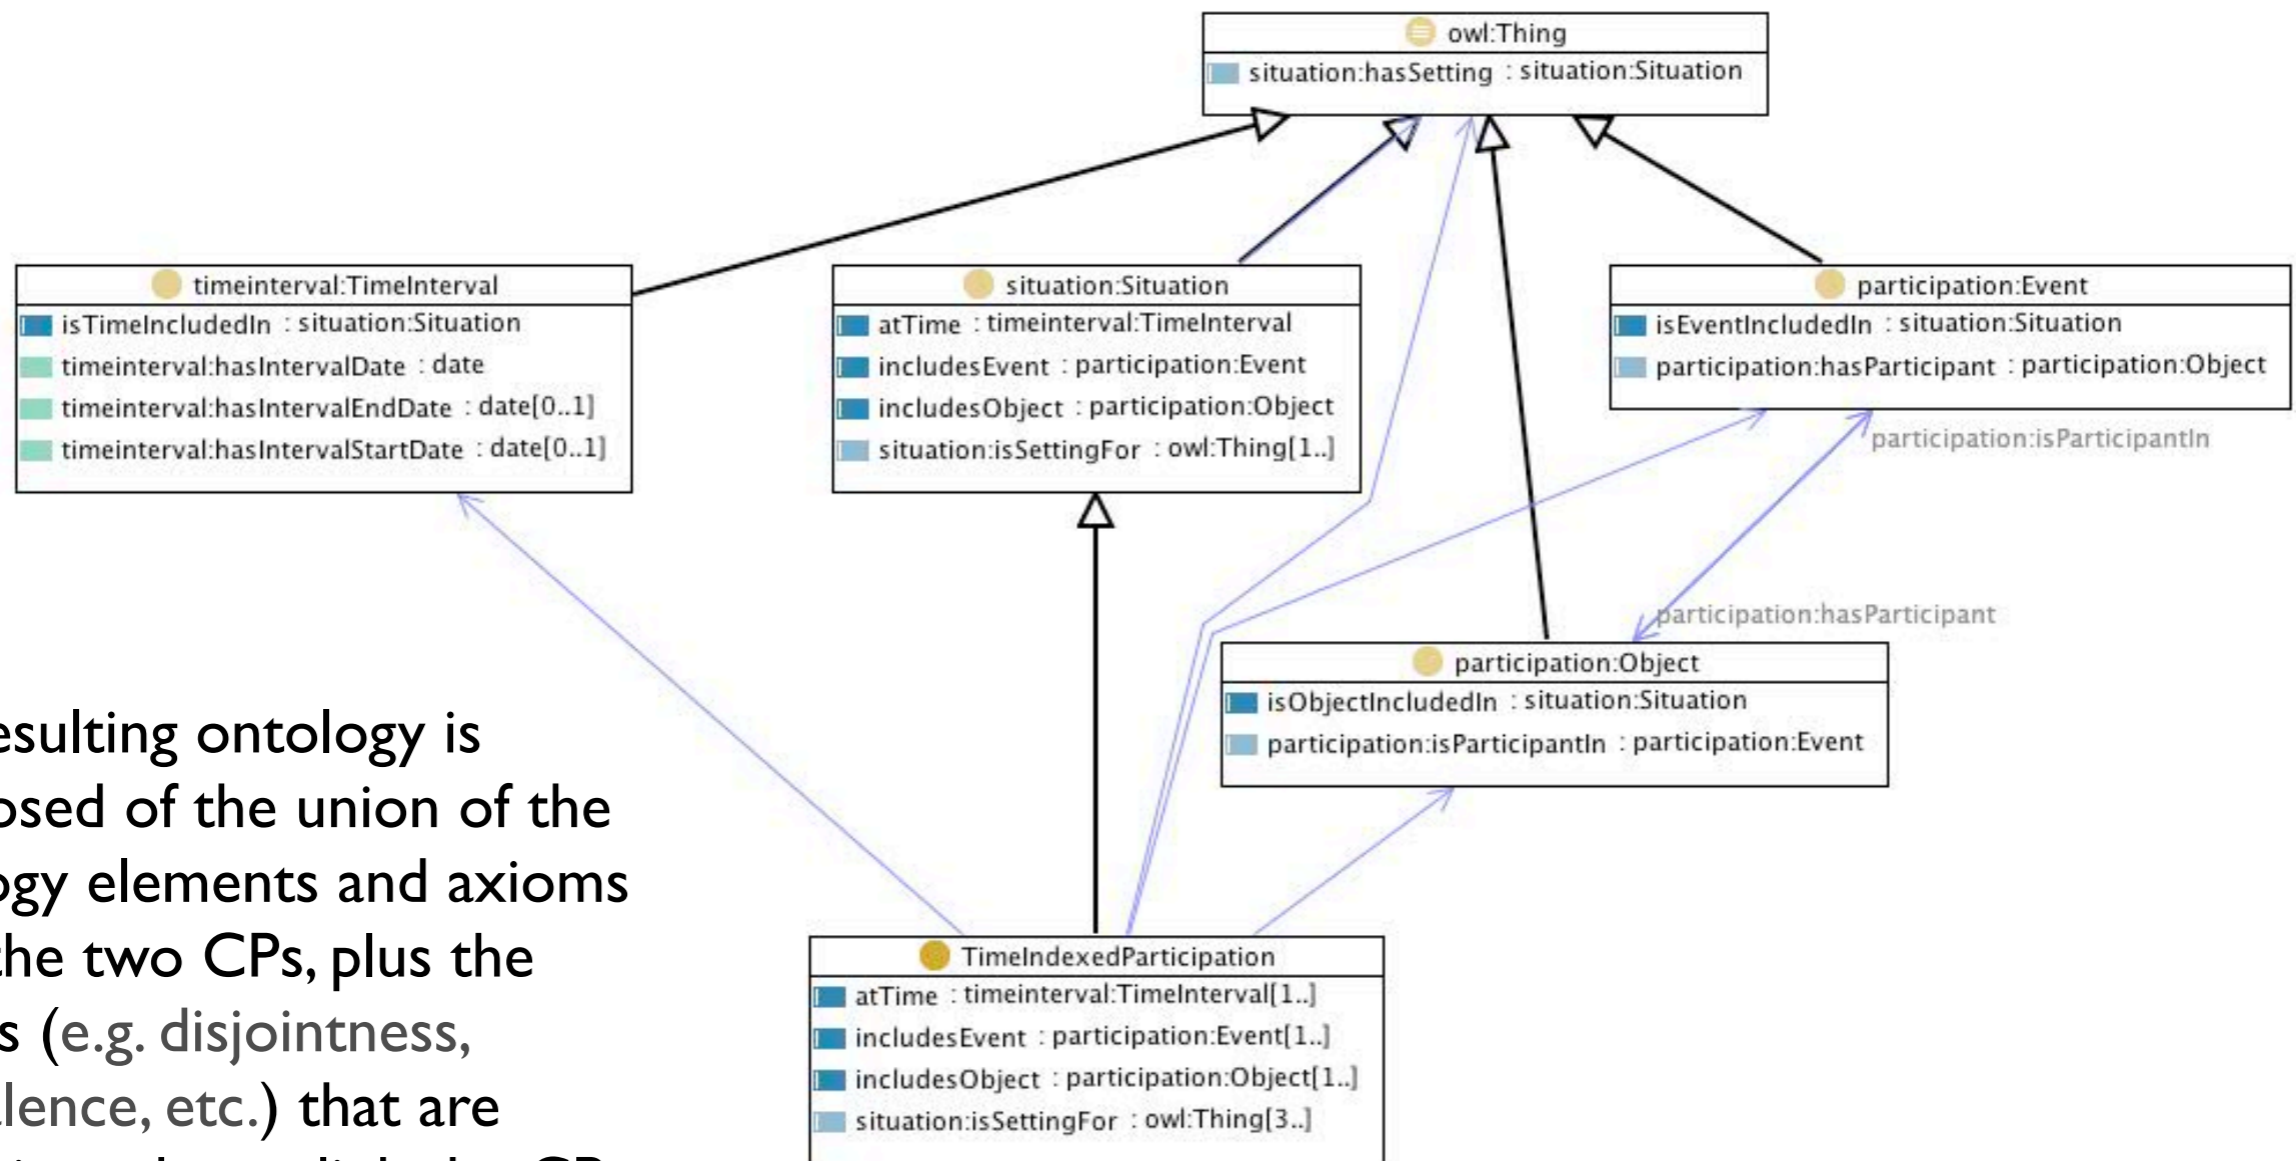 owl:Thing
situation:hasSetting : situation:Situation
timeinterval:TimeInterval
isTimeIncludedIn : situation:Situation
timeinterval:hasIntervalDate : date
timeinterval:hasIntervalEndDate : date[0..1]
timeinterval:hasIntervalStartDate : date[0..1]
situation:Situation
atTime : timeinterval:TimeInterval
includesEvent : participation:Event
includesObject : participation:Object
situation:isSettingFor : owl:Thing[1..]
participation:Event
isEventIncludedIn : situation:Situation
participation:hasParticipant : participation:Object
participation:isParticipantIn
participation:hasParticipant
participation:Object
isObjectIncludedIn : situation:Situation
participation:isParticipantIn : participation:Event
esulting ontology is
osed of the union of the
ogy elements and axioms
the two CPs, plus the
s (e.g. disjointness,
lence, etc.) that are
TimeIndexedParticipation
atTime : timeinterval:TimeInterval[1..]
includesEvent : participation:Event[1..]
includesObject : participation:Object[1..]
situation:isSettingFor : owl:Thing[3..]